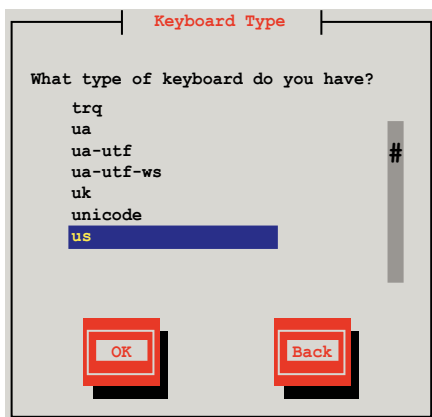 Keyboard Type
What type of keyboard do you have?
trq
ua
ua-utf
ua-utf-ws
uk
unicode
us
#
OK
Back